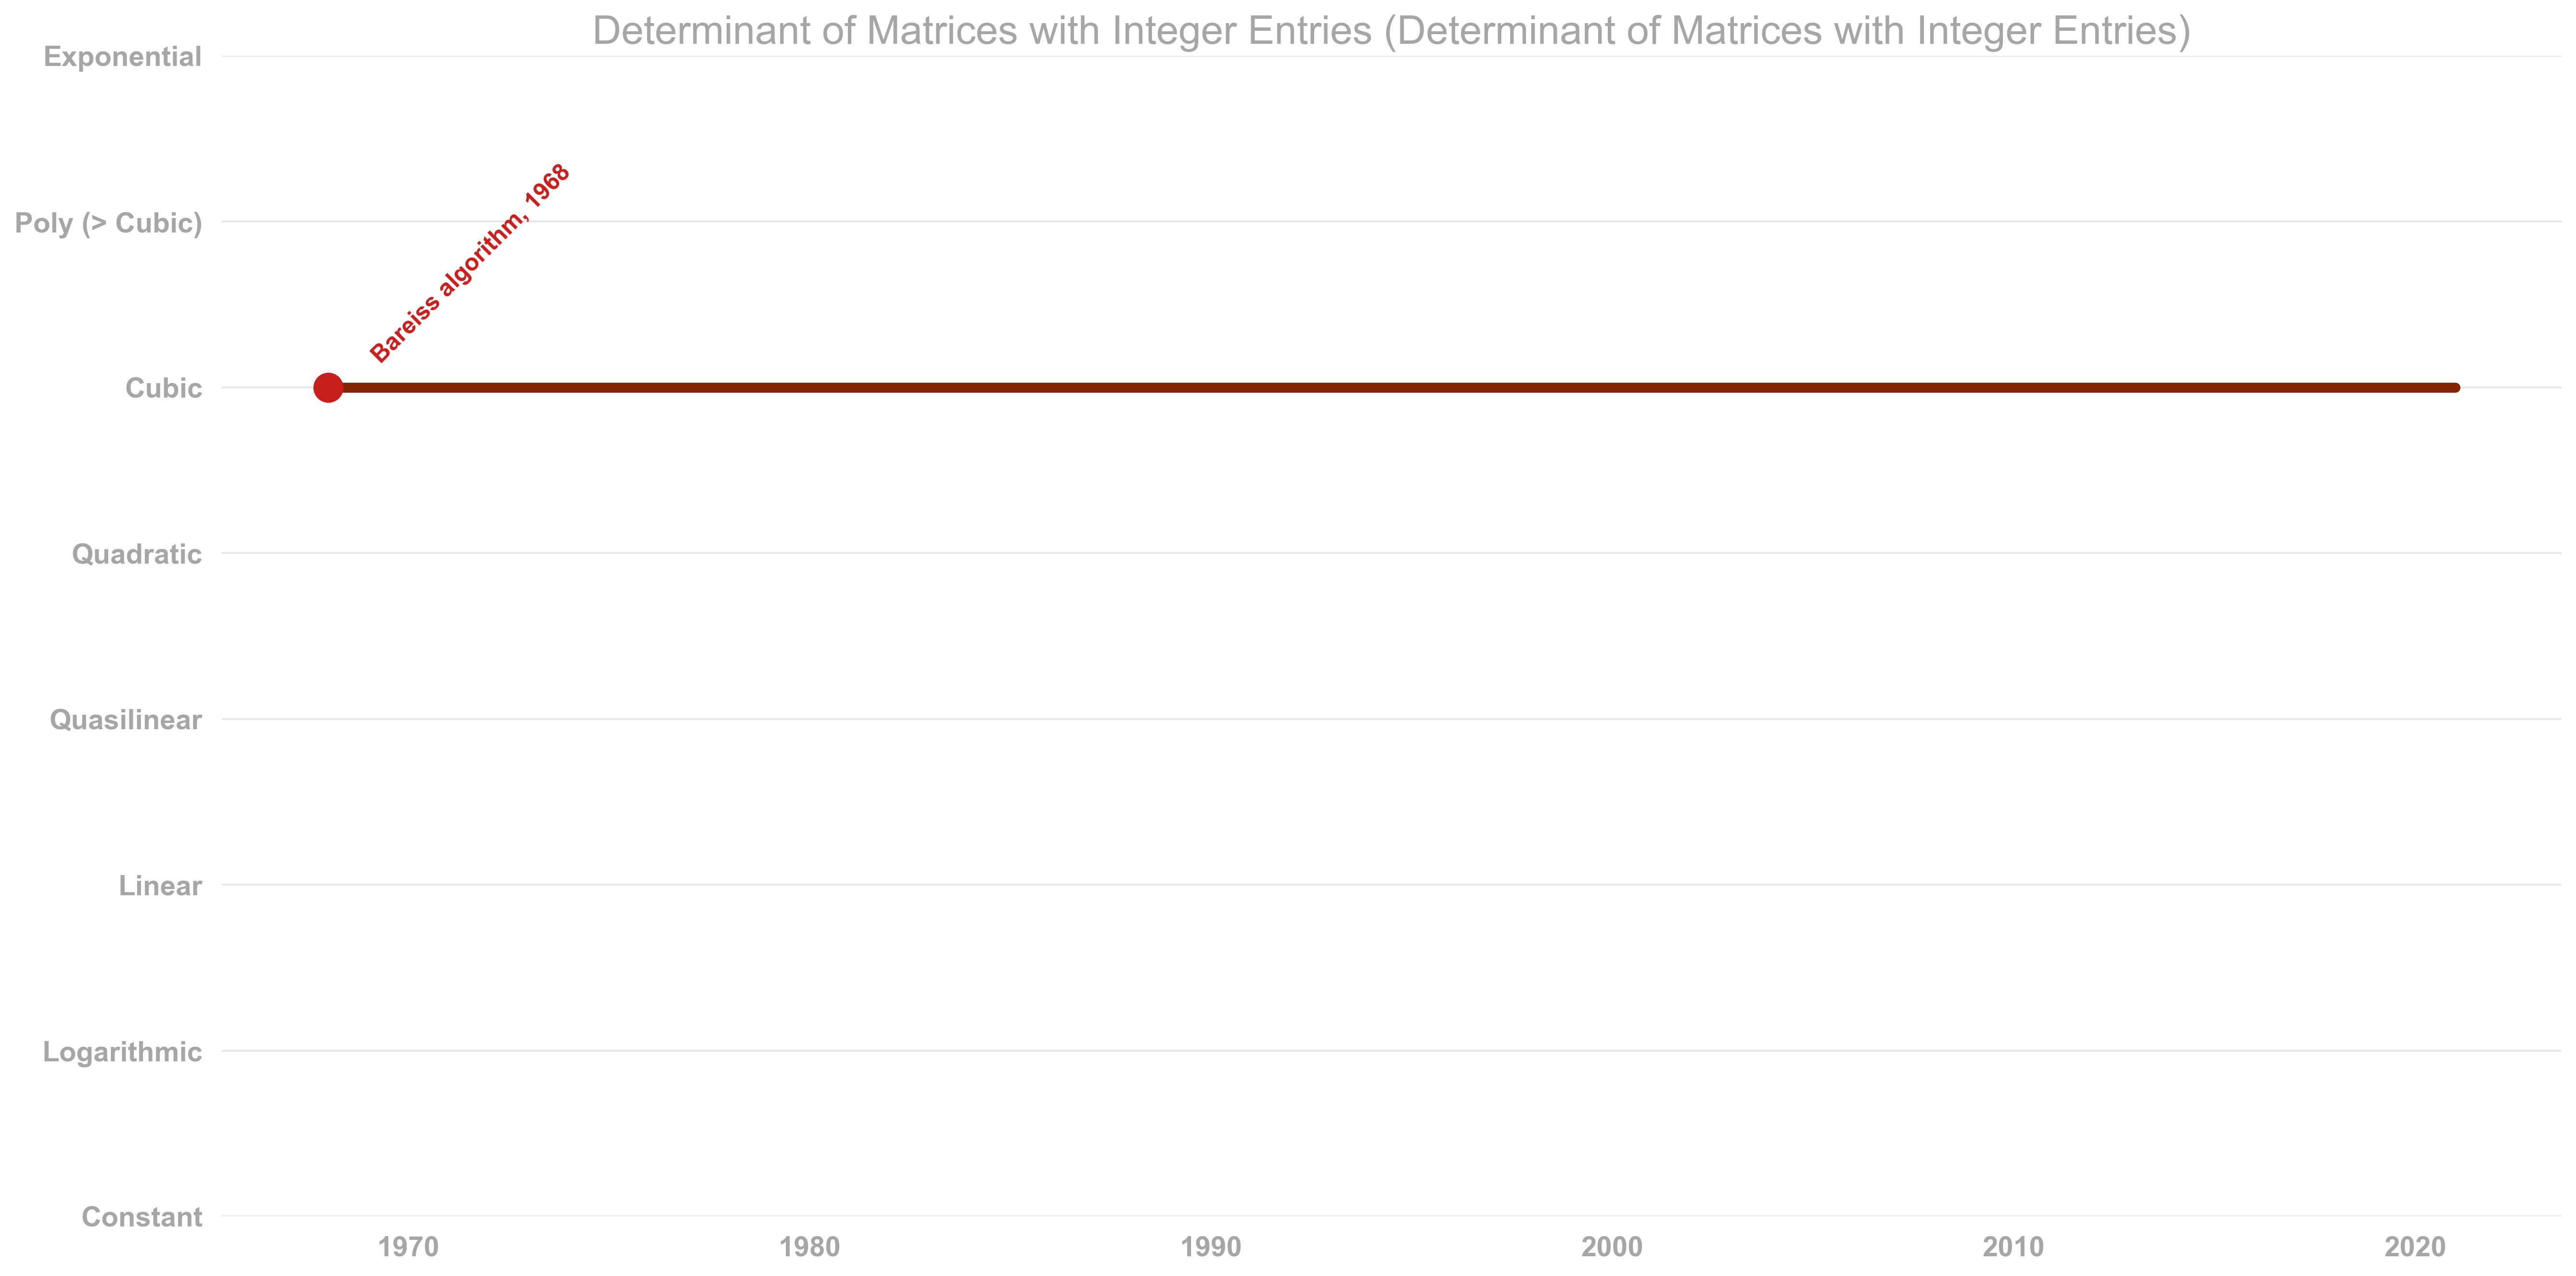 Determinant of Matrices with Integer Entries (Determinant of Matrices with Integer Entries)
Exponential
Poly (> Cubic)
Cubic
Quadratic
Quasilinear
Linear
Logarithmic
Constant
Bareiss algorithm, 1968
1970 1980 1990 2000 2010 2020